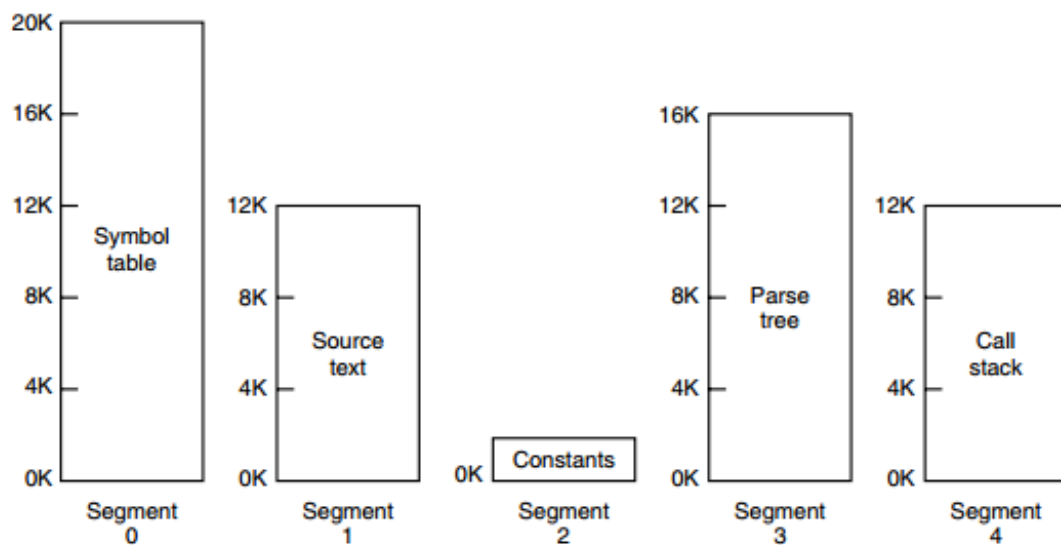 20K
16K
12K
8K
4K
0K
Symbol
table
Segment
0
12K
8K
4K
0K
Source
text
Segment
1
0K
Constants
Segment
2
16K
12K
8K
4K
0K
Parse
tree
Segment
3
12K
8K
4K
0K
Call
stack
Segment
4